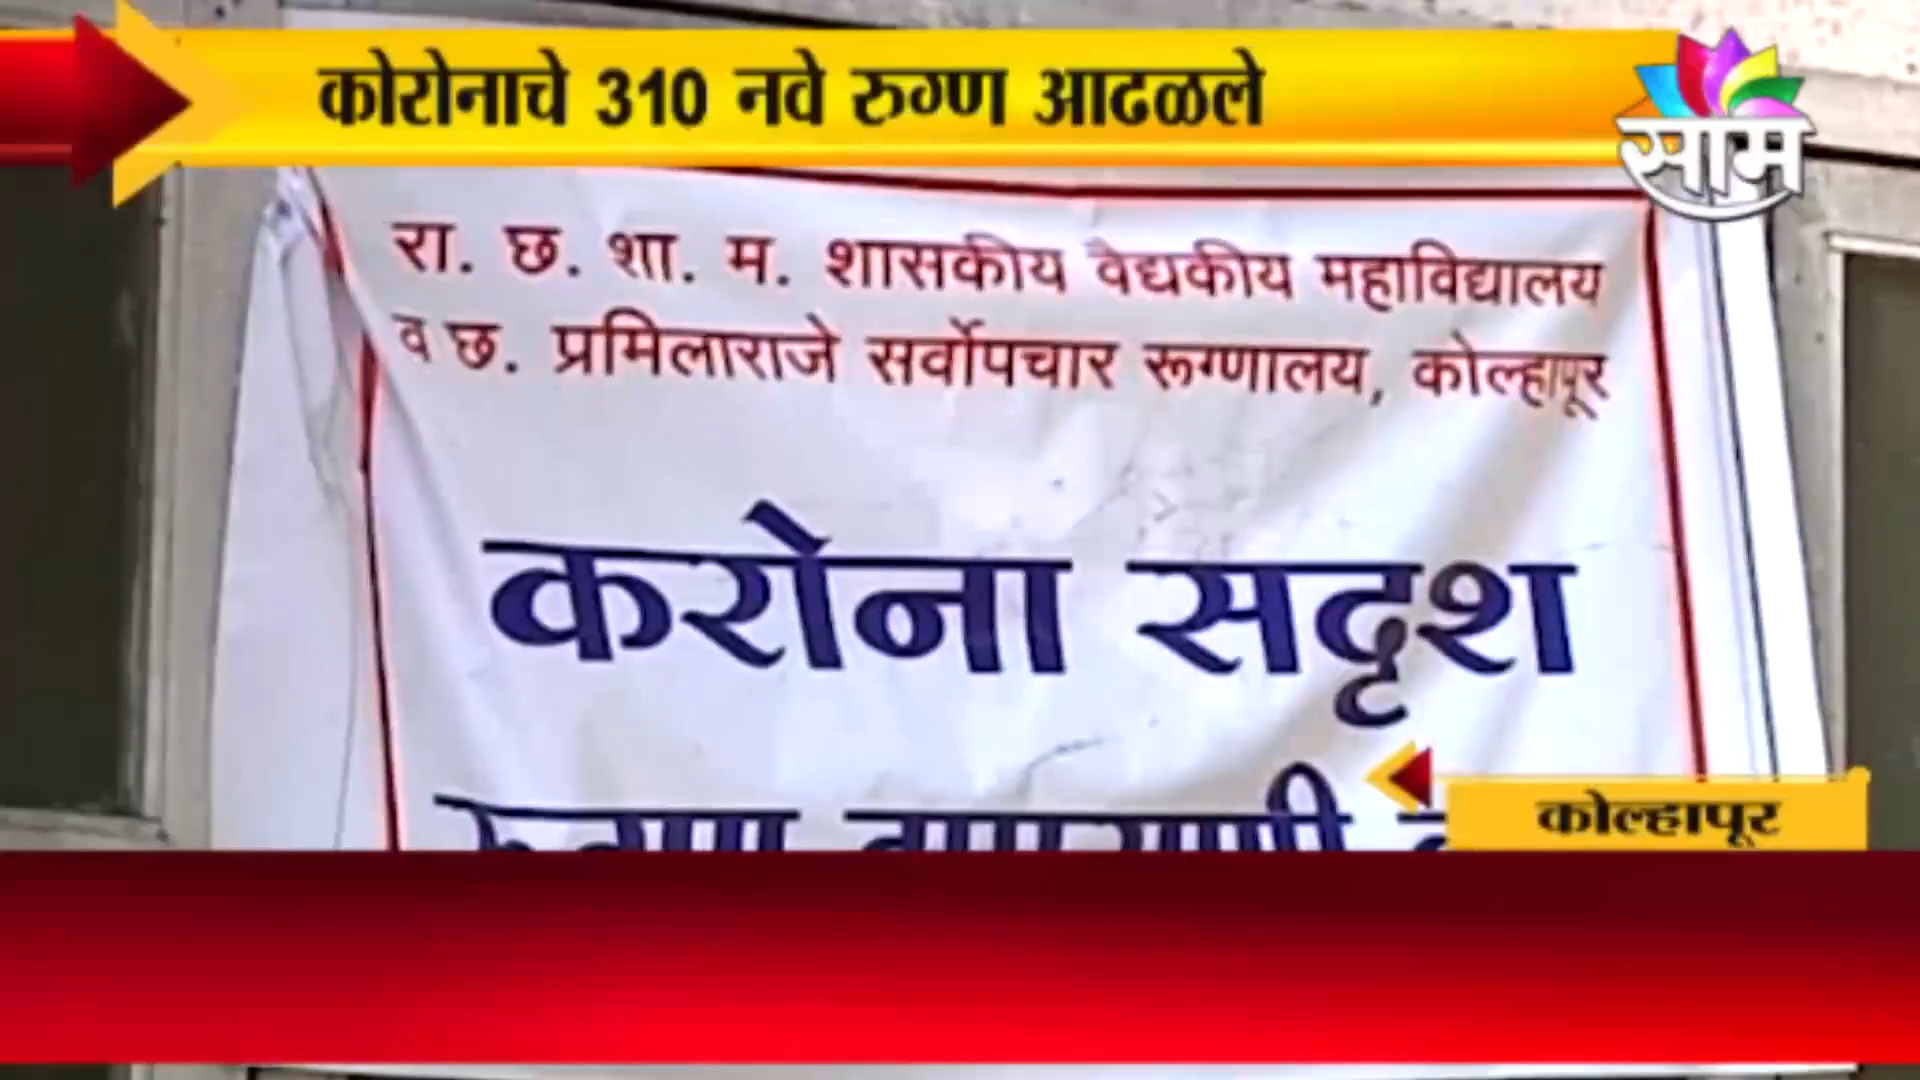 कोरोनाचे 310 नवे रुग्ण आढळले
साम
रा. छ. शा. म. शासकीय वैद्यकीय महाविद्यालय
व छ. प्रमिलाराजे सर्वोपचार रूग्णालय, कोल्हापूर
करोना सदृश
कोल्हापूर